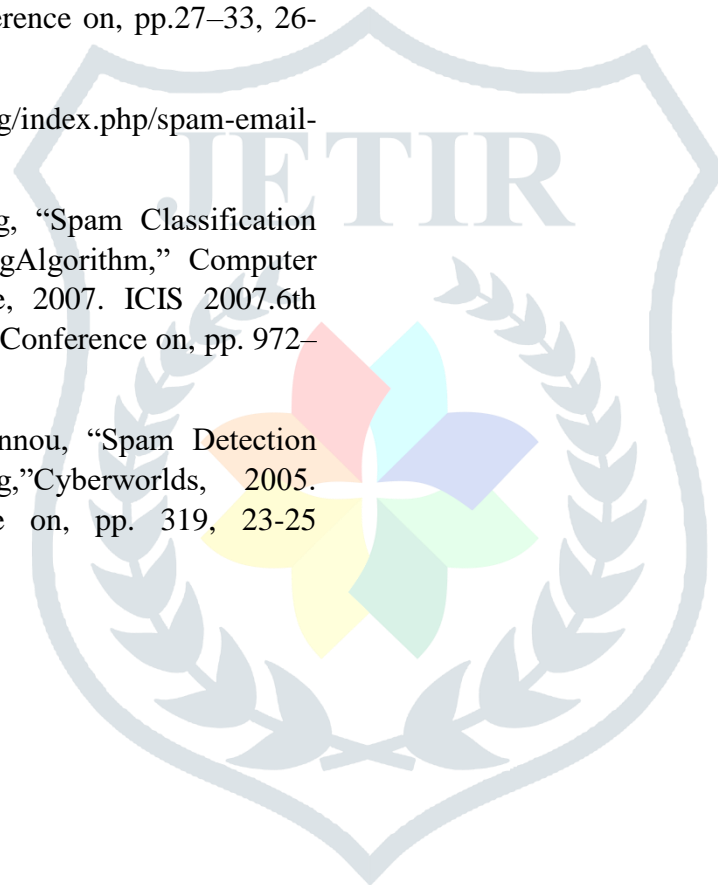 erence on, pp.27–33, 26-
g/index.php/spam-email-
JETIR
g, “Spam Classification
gAlgorithm,” Computer
e, 2007. ICIS 2007.6th
Conference on, pp. 972–
nnou, “Spam Detection
g,”Cyberworlds, 2005.
e on, pp. 319, 23-25